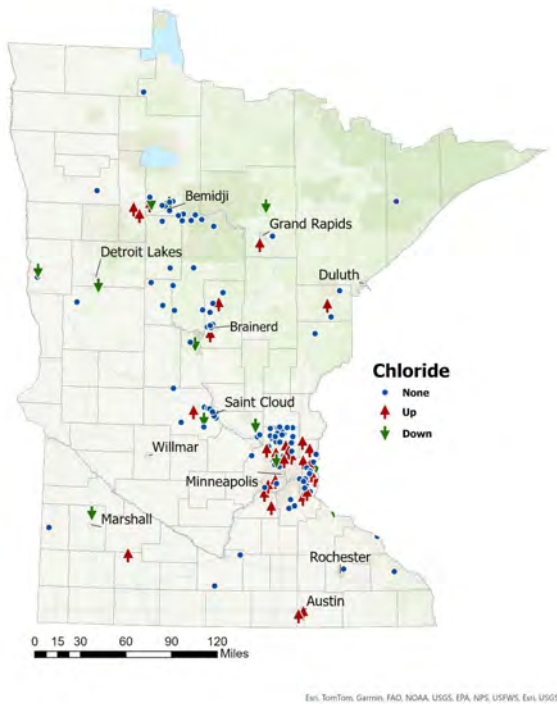 Bemidji
Grand Rapids
Detroit Lakes
Duluth
Brainerd
Chloride
None
Up
Down
Saint Cloud
Willmar
Minneapolis
Marshall
Rochester
Austin
0 15 30 60 90 120
Miles
Esri, TomTom, Garmin, FAO, NOAA, USGS, EPA, NPS, USFWS, Esri, USGS